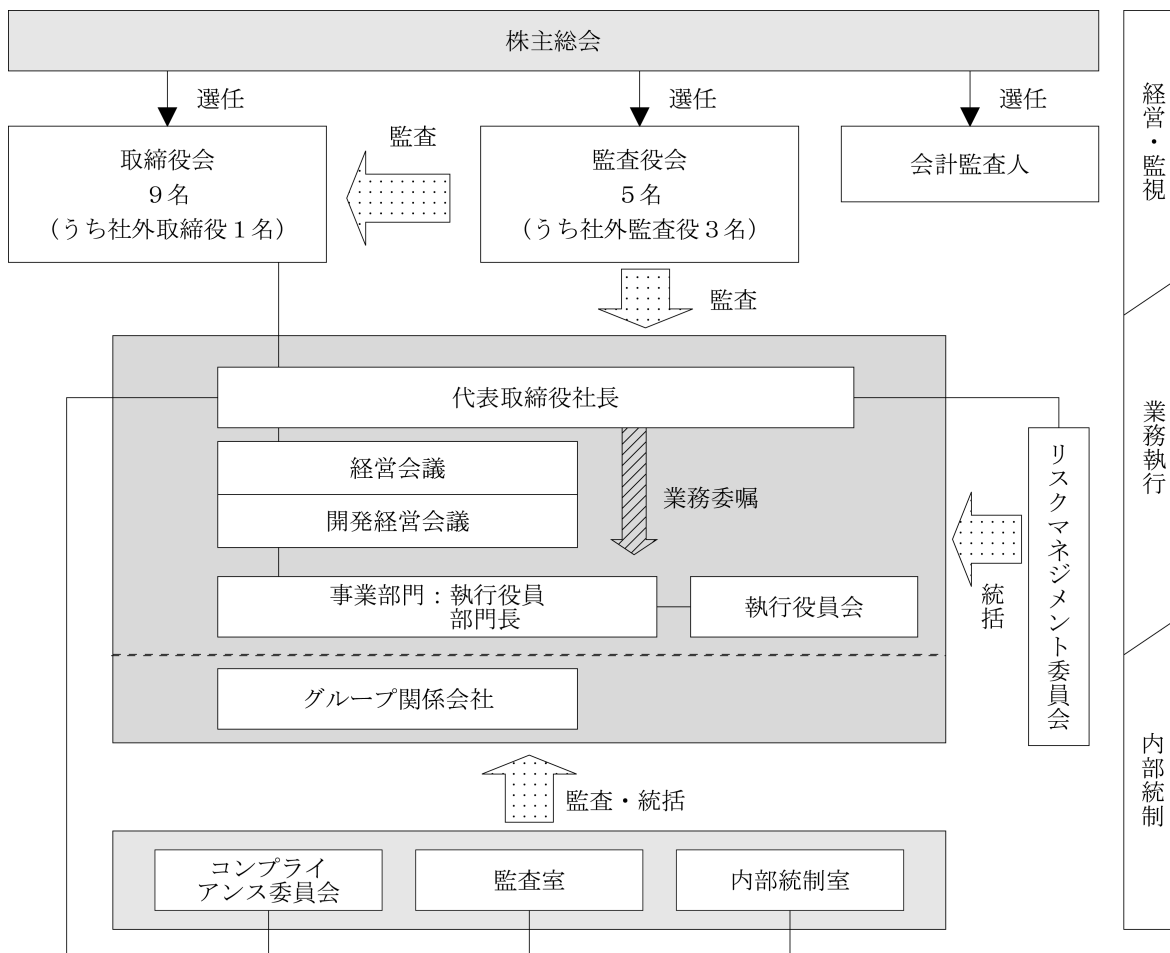 株主総会
選任
選任
選任
取締役会
９名
（うち社外取締役１名）
監査
監査役会
５名
（うち社外監査役３名）
会計監査人
監査
代表取締役社長
経営会議
開発経営会議
業務委嘱
事業部門：執行役員
部門長
執行役員会
グループ関係会社
統括
リスクマネジメント委員会
監査・統括
コンプライ
アンス委員会
監査室
内部統制室
経営・監視
業務執行
内部統制